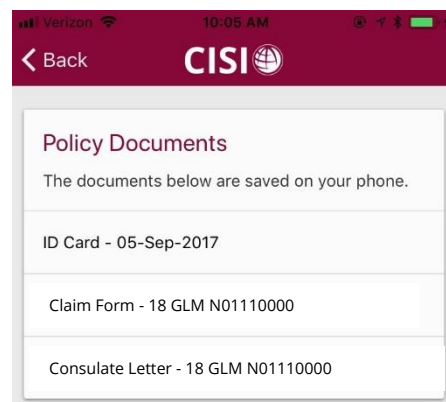 Verizon 10:05 AM
Back CISI
Policy Documents
The documents below are saved on your phone.
ID Card - 05-Sep-2017
Claim Form - 18 GLM N01110000
Consulate Letter - 18 GLM N01110000